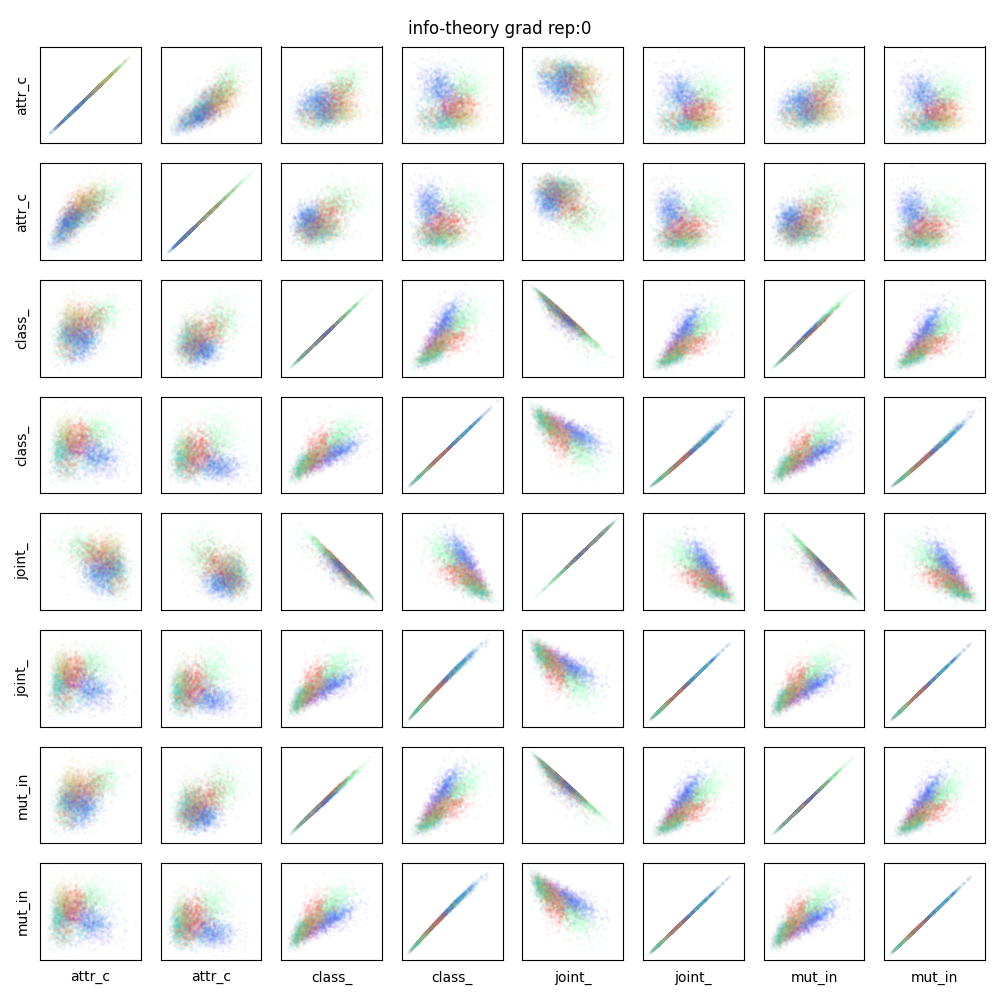 info-theory grad rep:0
attr_c
attr_c
class_
class_
joint_
joint_
mut_in
mut_in
attr_c attr_c class_ class_ joint_ joint_ mut_in mut_in